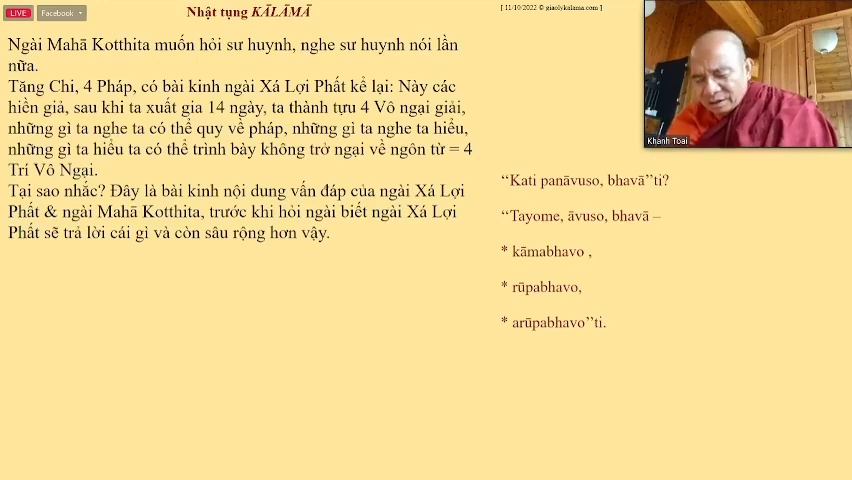 LIVE
Facebook
Nhật tụng KĀLĀMĀ
[ 11/10/2022 © giaolykalama.com ]
Ngài Mahā Kotthita muốn hỏi sư huynh, nghe sư huynh nói lần
nữa.
Tăng Chi, 4 Pháp, có bài kinh ngài Xá Lợi Phất kể lại: Này các
hiền giả, sau khi ta xuất gia 14 ngày, ta thành tựu 4 Vô ngại giải,
những gì ta nghe ta có thể quy về pháp, những gì ta nghe ta hiểu,
những gì ta hiểu ta có thể trình bày không trở ngại về ngôn từ = 4
Trí Vô Ngại.
Tại sao nhắc? Đây là bài kinh nội dung vấn đáp của ngài Xá Lợi
Phất & ngài Mahā Kotthita, trước khi hỏi ngài biết ngài Xá Lợi
Phất sẽ trả lời cái gì và còn sâu rộng hơn vậy.
Khanh Toai
“Kati panāvuso, bhavā”ti?
“Tayome, āvuso, bhavā –
* kāmabhavo ,
* rūpabhavo,
* arūpabhavo”ti.